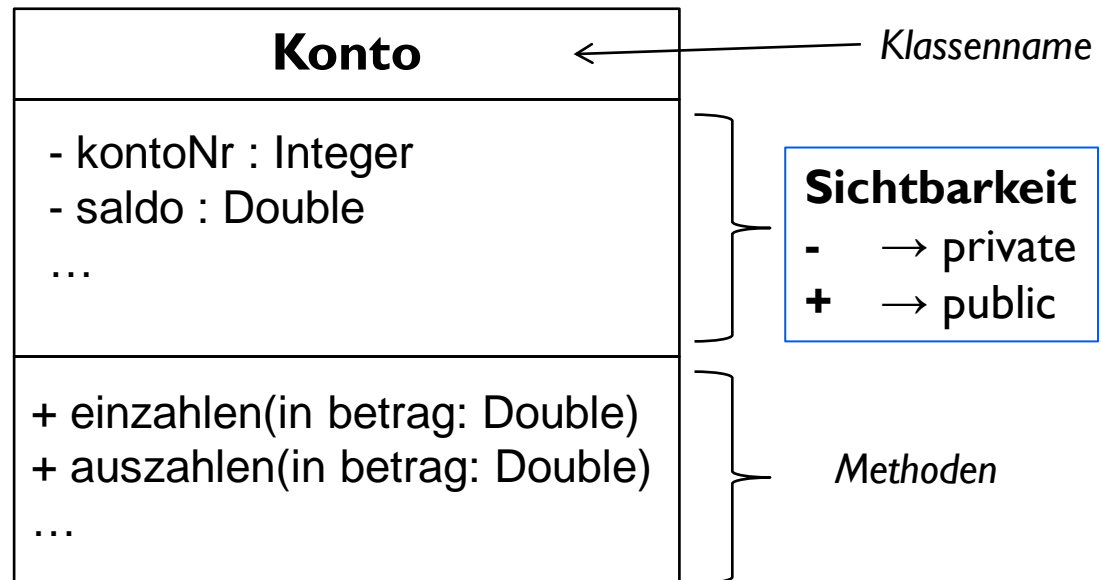 Konto
Klassenname
- kontoNr : Integer
- saldo : Double
…
Sichtbarkeit
- → private
+ → public
+ einzahlen(in betrag: Double)
+ auszahlen(in betrag: Double)
…
Methoden